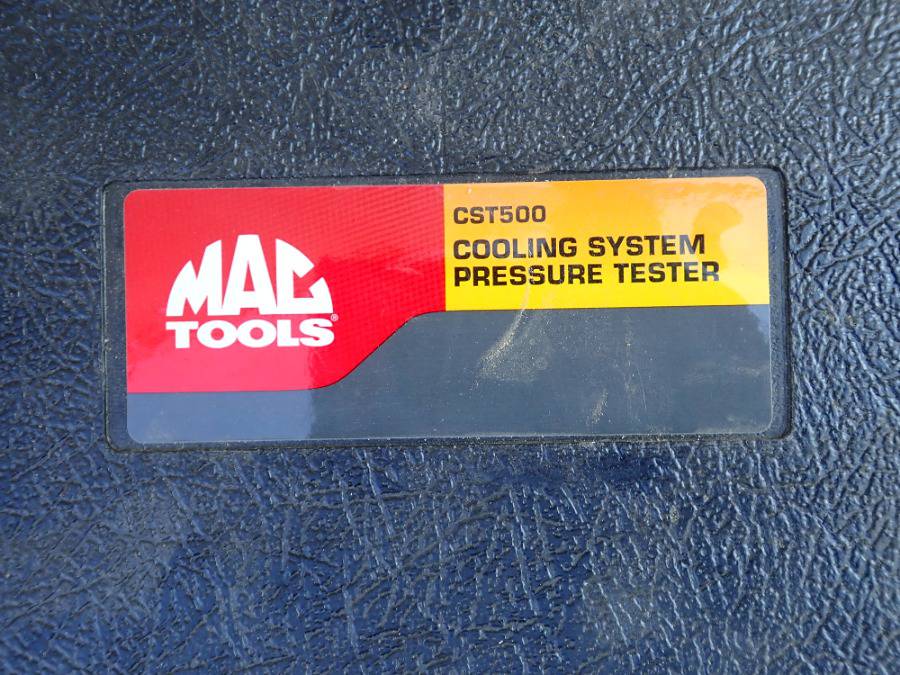 MAC
TOOLS®
CST500
COOLING SYSTEM
PRESSURE TESTER